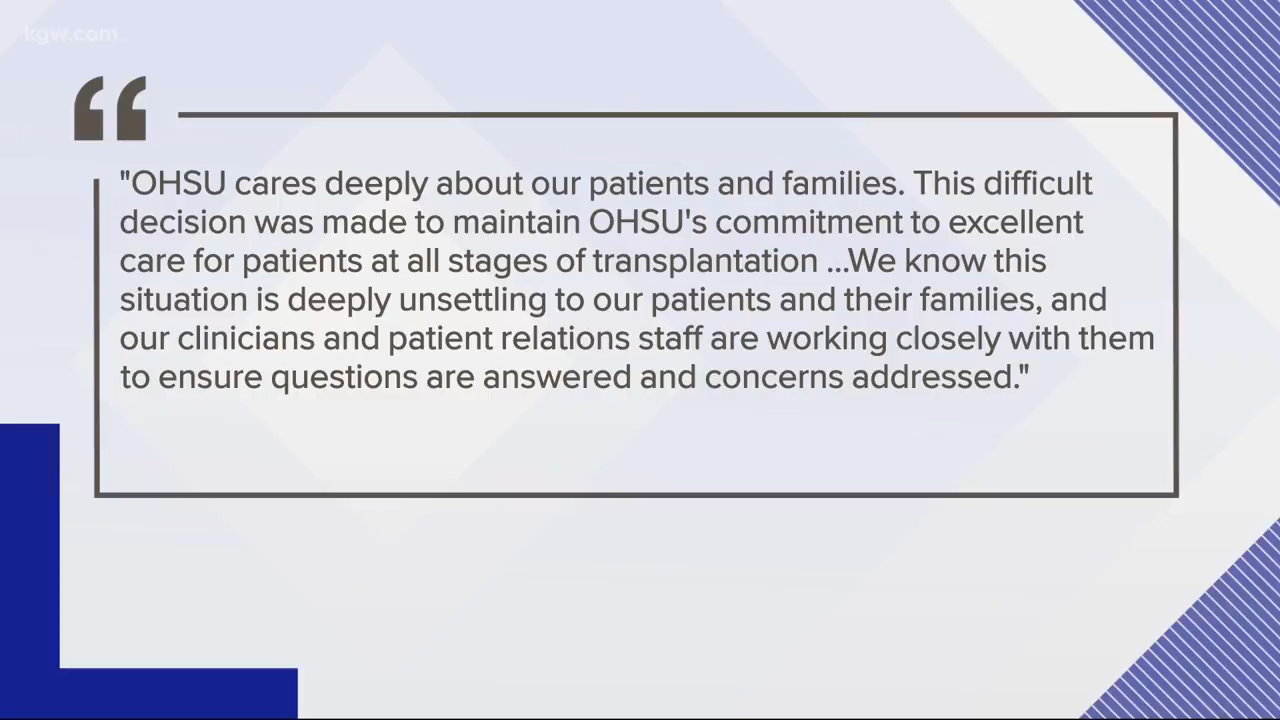 kgw.com
"OHSU cares deeply about our patients and families. This difficult
decision was made to maintain OHSU's commitment to excellent
care for patients at all stages of transplantation ...We know this
situation is deeply unsettling to our patients and their families, and
our clinicians and patient relations staff are working closely with them
to ensure questions are answered and concerns addressed."